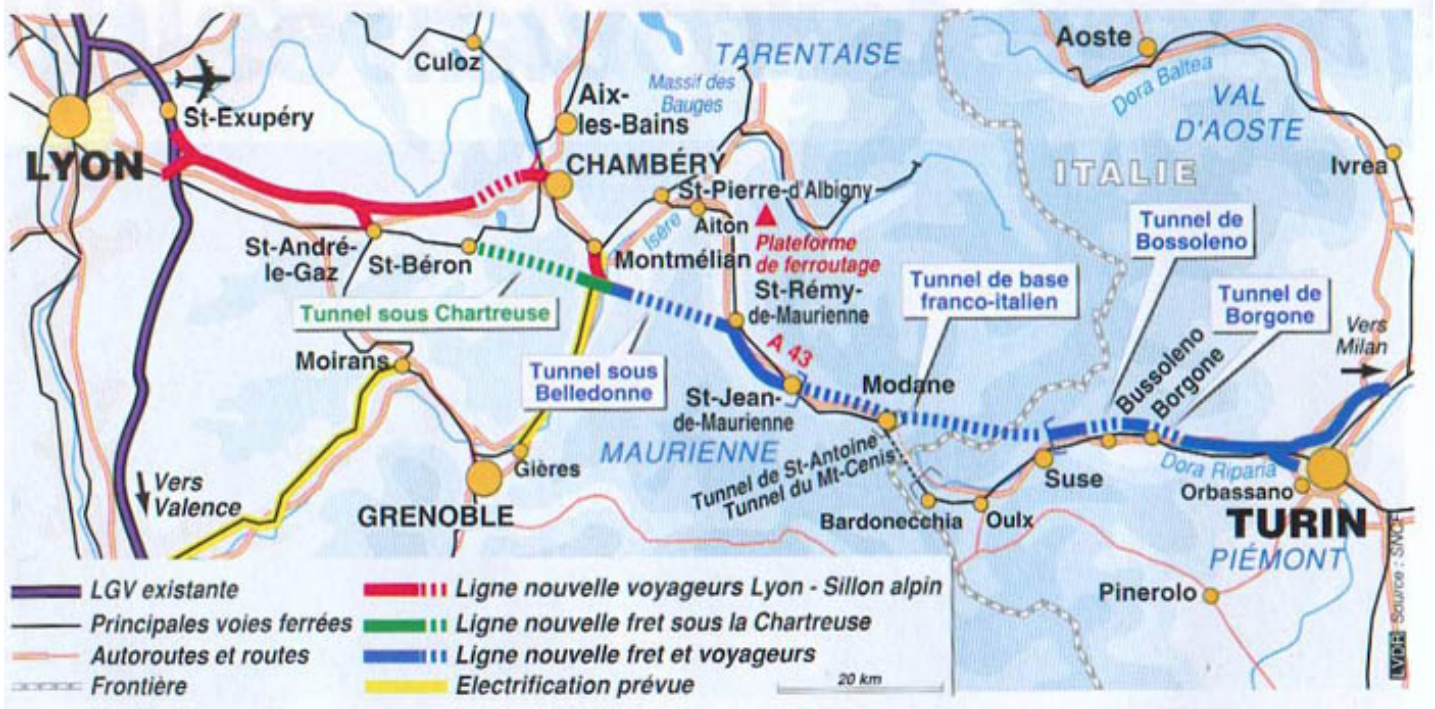 Culoz
TARENTAISE
Massif des
Bauges
Aoste
Dora Baltea
VAL
D'AOSTE
St-Exupéry
Aix-
les-Bains
LYON
CHAMBÉRY
ITALIE
Ivrea
St-Pierre-d'Albigny
Isère
Aiton
Plateforme
de ferroutage
Tunnel de
Bossoleno
St-André-
le-Gaz
St-Béron
Montmélian
St-Rémy-
de-Maurienne
Tunnel de base
franco-italien
Tunnel de
Borgone
Tunnel sous Chartreuse
Vers
Milan
Moirans
Tunnel sous
Belledonne
A 43
Modane
Bussoleno
Borgone
St-Jean-
de-Maurienne
MAURIENNE
Gières
Tunnel de St-Antoine
Tunnel du Mt-Cenis
Suse
Dora Riparia
Orbassano
Vers
Valence
GRENOBLE
Bardonecchia
Oulx
TURIN
PIÉMONT
Pinerolo
LGV existante
Principales voies ferrées
Autoroutes et routes
Frontière
Ligne nouvelle voyageurs Lyon - Sillon alpin
Ligne nouvelle fret sous la Chartreuse
Ligne nouvelle fret et voyageurs
Electrification prévue
20 km
LVDR Source : SNCF